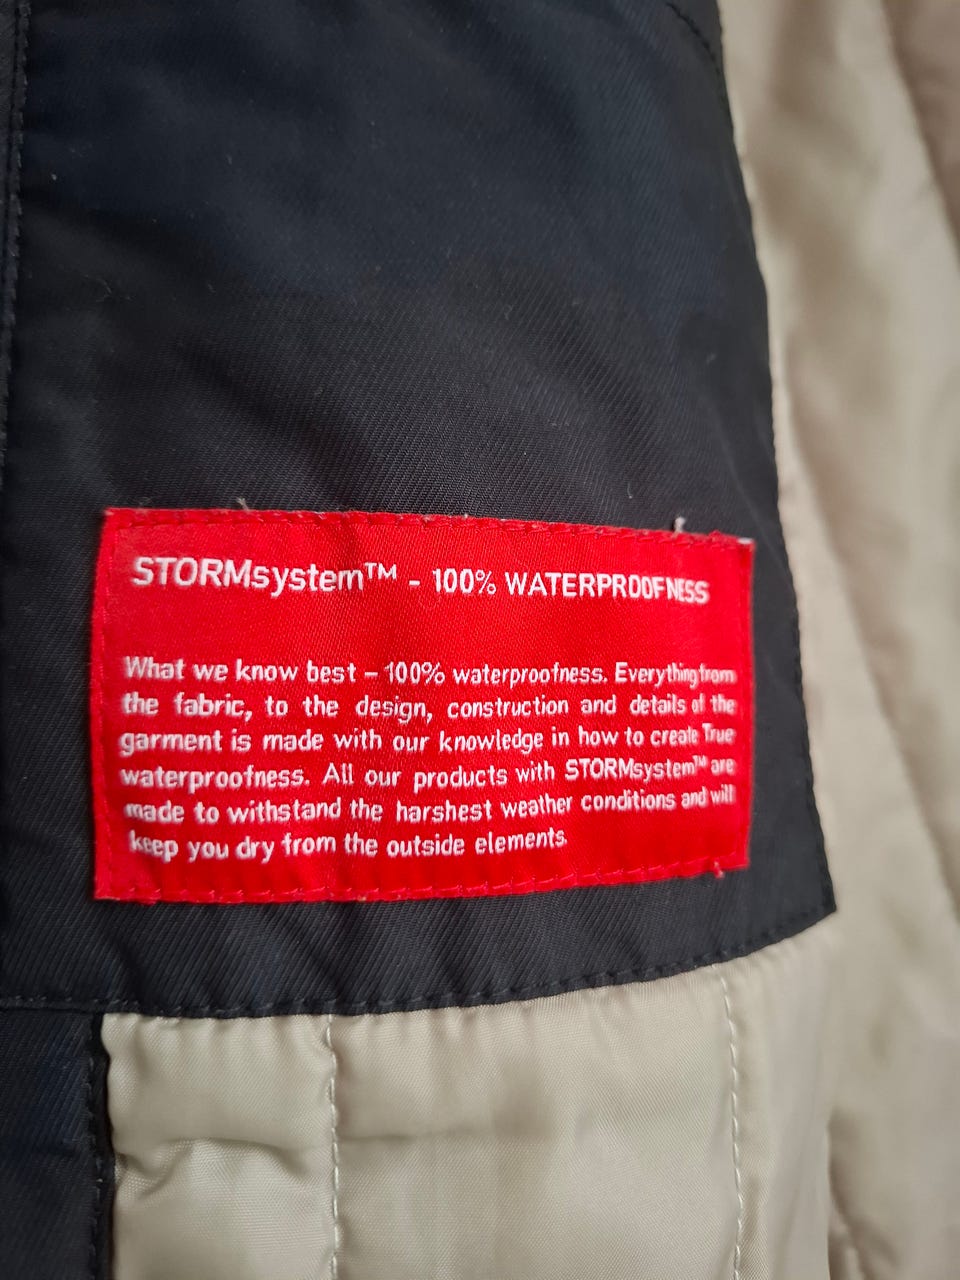 STORMsystem™ - 100% WATERPROOFNESS
What we know best – 100% waterproofness. Everything from
the fabric, to the design, construction and details of the
garment is made with our knowledge in how to create True
waterproofness. All our products with STORMsystem™ are
made to withstand the harshest weather conditions and will
keep you dry from the outside elements.